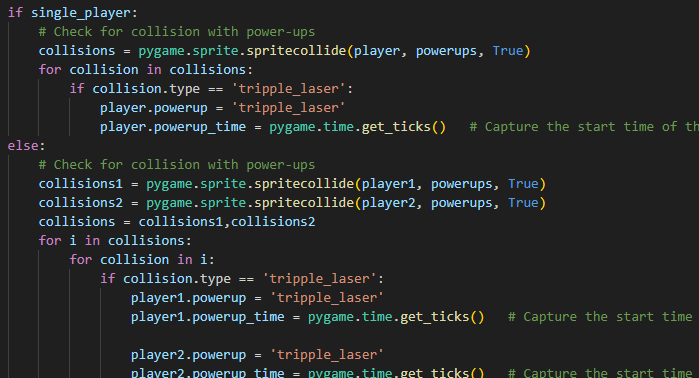 if single_player:
# Check for collision with power-ups
collisions = pygame.sprite.spritecollide(player, powerups, True)
for collision in collisions:
if collision.type == 'tripple_laser':
player.powerup = 'tripple_laser'
player.powerup_time = pygame.time.get_ticks()   # Capture the start time of th
else:
# Check for collision with power-ups
collisions1 = pygame.sprite.spritecollide(player1, powerups, True)
collisions2 = pygame.sprite.spritecollide(player2, powerups, True)
collisions = collisions1,collisions2
for i in collisions:
for collision in i:
if collision.type == 'tripple_laser':
player1.powerup = 'tripple_laser'
player1.powerup_time = pygame.time.get_ticks()   # Capture the start time
player2.powerup = 'tripple_laser'
player2.powerup_time = pygame.time.get_ticks()   # Capture the start time